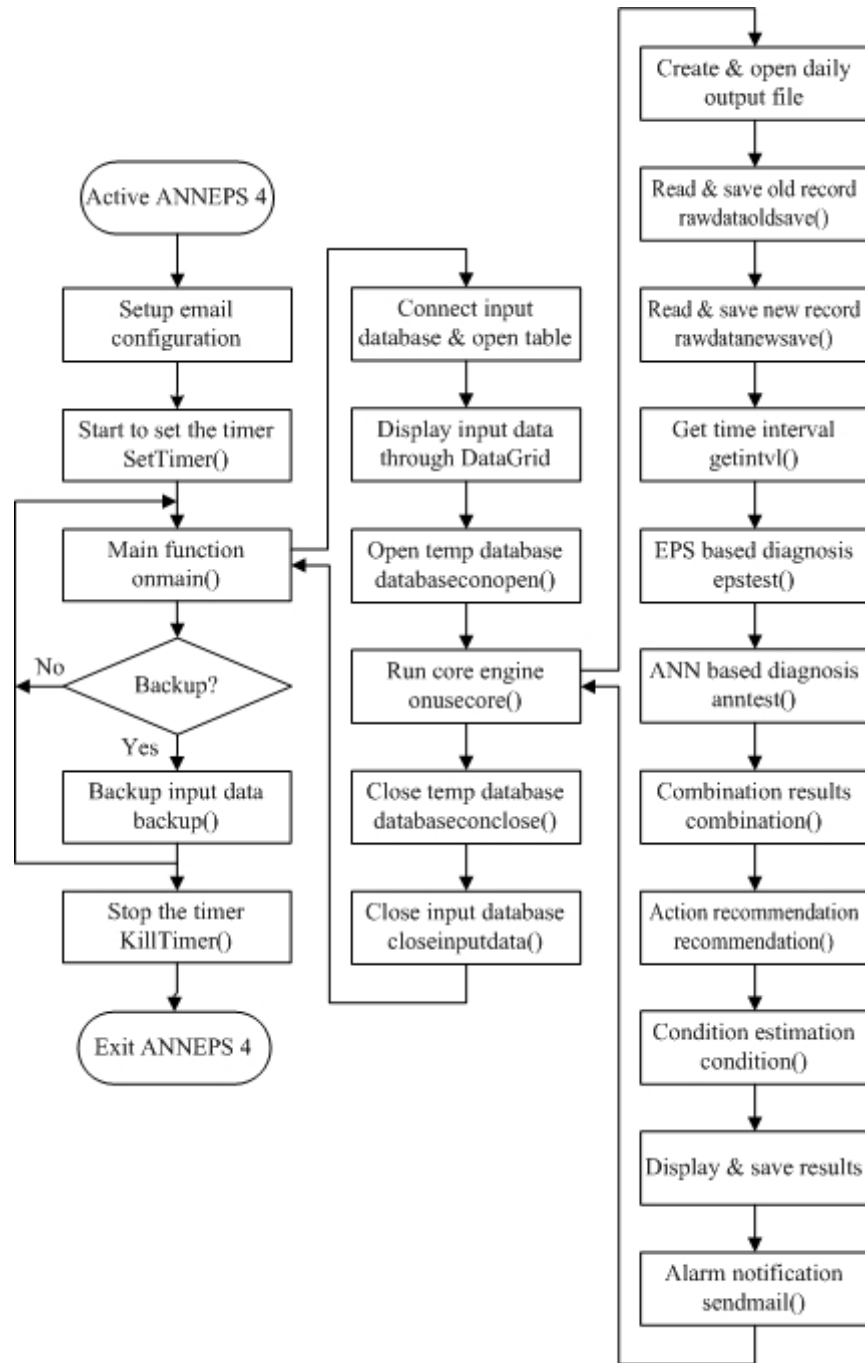 Active ANNEPS 4
Setup email
configuration
Start to set the timer
SetTimer()
Main function
onmain()
Backup?
No
Yes
Backup input data
backup()
Stop the timer
KillTimer()
Exit ANNEPS 4
Connect input
database & open table
Display input data
through DataGrid
Open temp database
databaseconopen()
Run core engine
onusecore()
Close temp database
databaseconclose()
Close input database
closeinputdata()
Create & open daily
output file
Read & save old record
rawdataoldsave()
Read & save new record
rawdatanewsave()
Get time interval
getintvl()
EPS based diagnosis
epstest()
ANN based diagnosis
anntest()
Combination results
combination()
Action recommendation
recommendation()
Condition estimation
condition()
Display & save results
Alarm notification
sendmail()